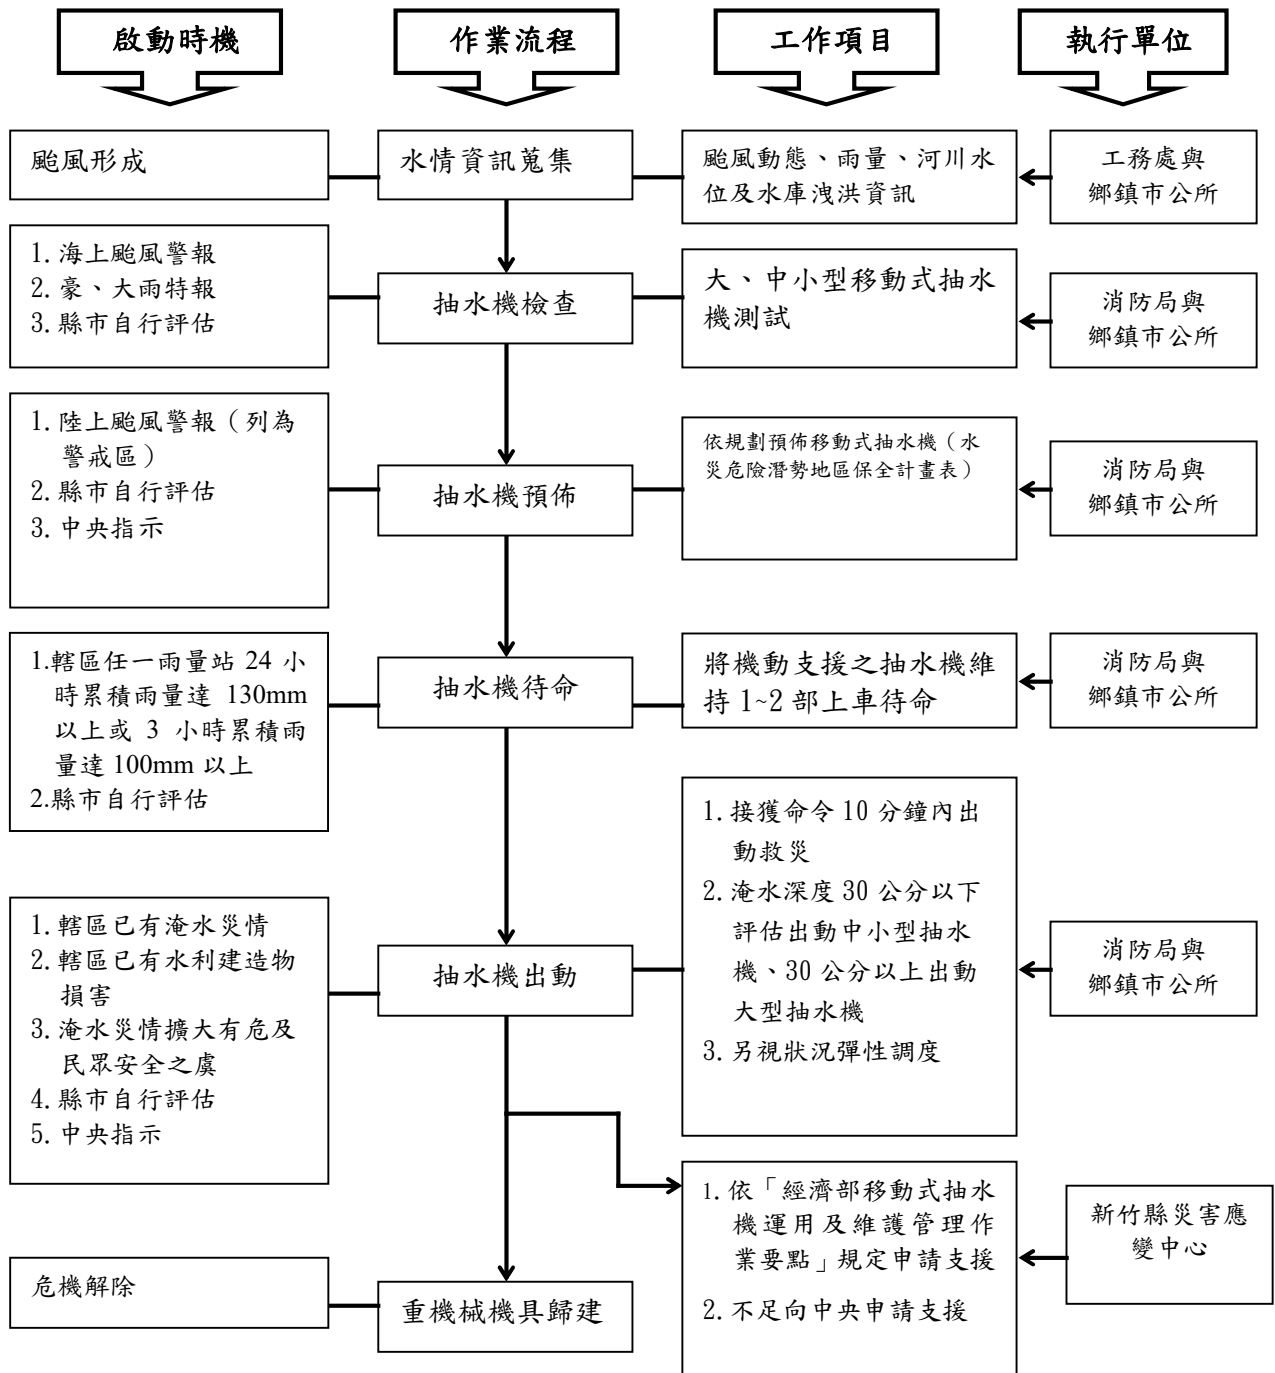 啟動時機
作業流程
工作項目
執行單位
颱風形成
水情資訊蒐集
颱風動態、雨量、河川水
位及水庫洩洪資訊
工務處與
鄉鎮市公所
1. 海上颱風警報
2. 豪、大雨特報
3. 縣市自行評估
抽水機檢查
大、中小型移動式抽水
機測試
消防局與
鄉鎮市公所
1. 陸上颱風警報（列為
警戒區）
2. 縣市自行評估
3. 中央指示
抽水機預佈
依規劃預佈移動式抽水機（水
災危險潛勢地區保全計畫表）
消防局與
鄉鎮市公所
1.轄區任一雨量站 24 小
時累積雨量達 130mm
以上或 3 小時累積雨
量達 100mm 以上
2.縣市自行評估
抽水機待命
將機動支援之抽水機維
持 1~2 部上車待命
消防局與
鄉鎮市公所
1. 轄區已有淹水災情
2. 轄區已有水利建造物
損害
3. 淹水災情擴大有危及
民眾安全之虞
4. 縣市自行評估
5. 中央指示
抽水機出動
1. 接獲命令 10 分鐘內出
動救災
2. 淹水深度 30 公分以下
評估出動中小型抽水
機、30 公分以上出動
大型抽水機
3. 另視狀況彈性調度
消防局與
鄉鎮市公所
危機解除
重機械機具歸建
1. 依「經濟部移動式抽水
機運用及維護管理作
業要點」規定申請支援
2. 不足向中央申請支援
新竹縣災害應
變中心